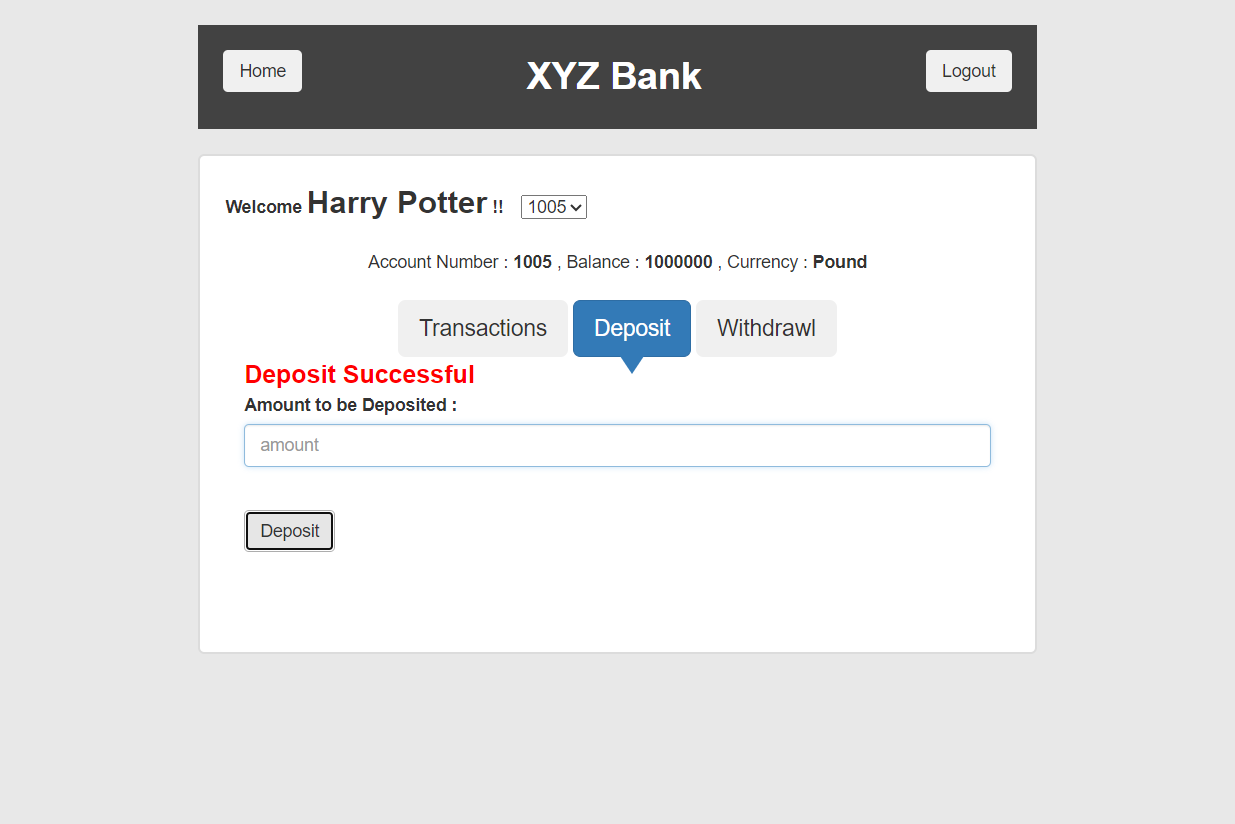 Home XYZ Bank Logout
Welcome Harry Potter !! 1005
Account Number : 1005 , Balance : 1000000 , Currency : Pound
Transactions Deposit Withdrawl
Deposit Successful
Amount to be Deposited :
amount
Deposit